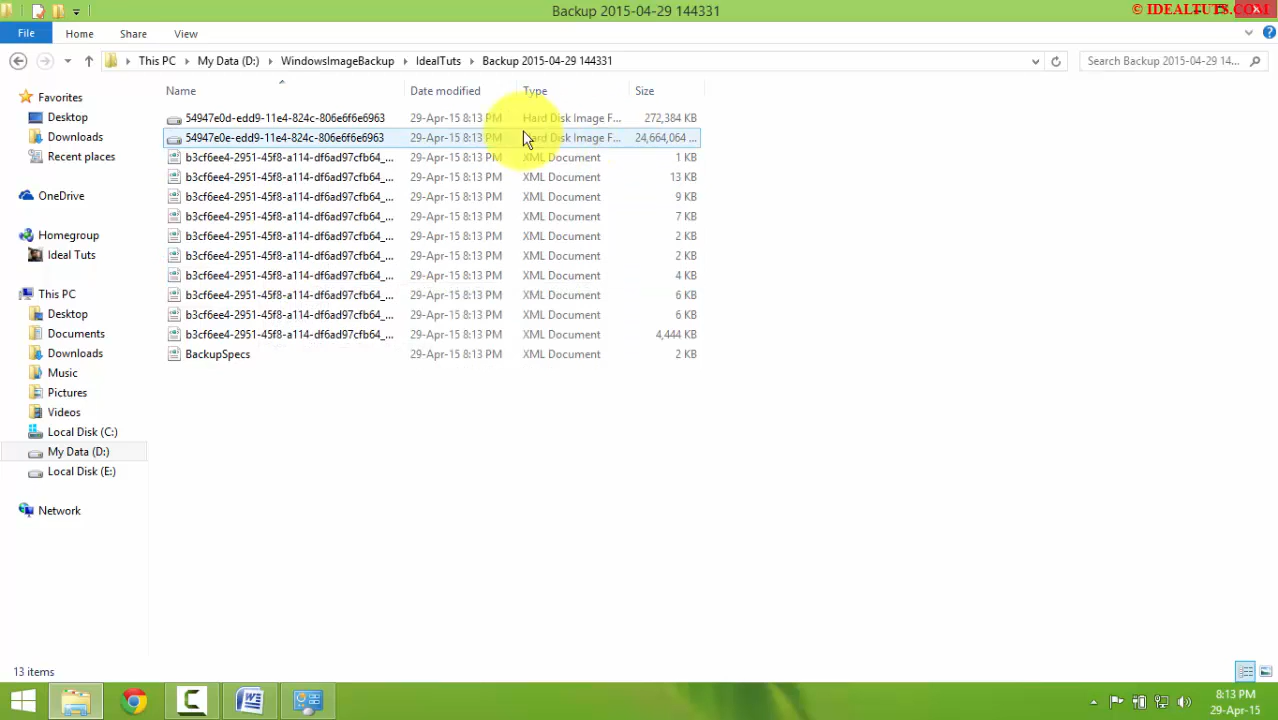 Backup 2015-04-29 144331
© IDEALTUTS.COM
File Home Share View
This PC My Data (D:) WindowsImageBackup IdealTuts Backup 2015-04-29 144331
Search Backup 2015-04-29 14...
Name Date modified Type Size
54947e0d-edd9-11e4-824c-806e6f6e6963 29-Apr-15 8:13 PM Hard Disk Image F... 272,384 KB
54947e0e-edd9-11e4-824c-806e6f6e6963 29-Apr-15 8:13 PM Hard Disk Image F... 24,664,064 ...
b3cf6ee4-2951-45f8-a114-df6ad97cfb64_... 29-Apr-15 8:13 PM XML Document 1 KB
b3cf6ee4-2951-45f8-a114-df6ad97cfb64_... 29-Apr-15 8:13 PM XML Document 13 KB
b3cf6ee4-2951-45f8-a114-df6ad97cfb64_... 29-Apr-15 8:13 PM XML Document 9 KB
b3cf6ee4-2951-45f8-a114-df6ad97cfb64_... 29-Apr-15 8:13 PM XML Document 7 KB
b3cf6ee4-2951-45f8-a114-df6ad97cfb64_... 29-Apr-15 8:13 PM XML Document 2 KB
b3cf6ee4-2951-45f8-a114-df6ad97cfb64_... 29-Apr-15 8:13 PM XML Document 2 KB
b3cf6ee4-2951-45f8-a114-df6ad97cfb64_... 29-Apr-15 8:13 PM XML Document 4 KB
b3cf6ee4-2951-45f8-a114-df6ad97cfb64_... 29-Apr-15 8:13 PM XML Document 6 KB
b3cf6ee4-2951-45f8-a114-df6ad97cfb64_... 29-Apr-15 8:13 PM XML Document 6 KB
b3cf6ee4-2951-45f8-a114-df6ad97cfb64_... 29-Apr-15 8:13 PM XML Document 4,444 KB
BackupSpecs 29-Apr-15 8:13 PM XML Document 2 KB
Favorites
Desktop
Downloads
Recent places
OneDrive
Homegroup
Ideal Tuts
This PC
Desktop
Documents
Downloads
Music
Pictures
Videos
Local Disk (C:)
My Data (D:)
Local Disk (E:)
Network
13 items
8:13 PM
29-Apr-15